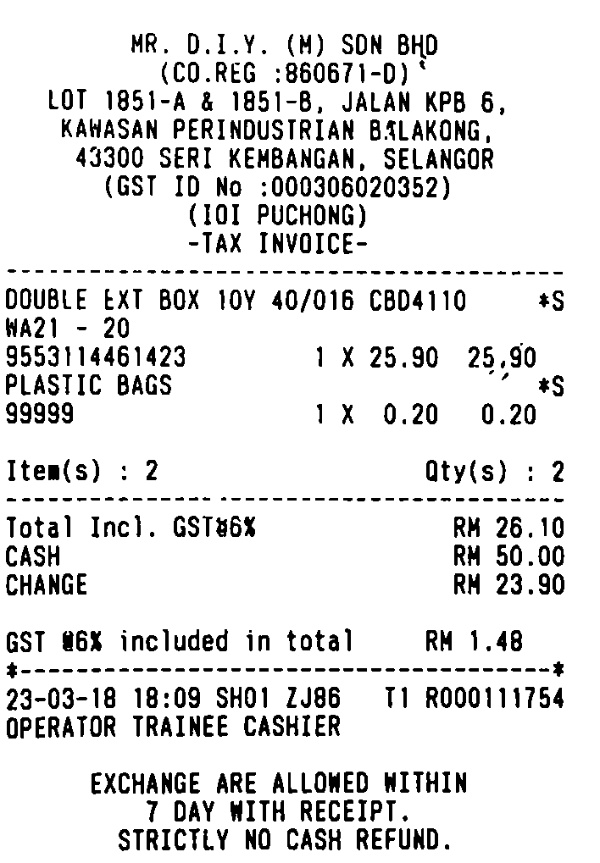 MR. D.I.Y. (M) SDN BHD
(CO.REG :860671-D)
LOT 1851-A & 1851-B, JALAN KPB 6,
KAWASAN PERINDUSTRIAN BALAKONG,
43300 SERI KEMBANGAN, SELANGOR
(GST ID No :000306020352)
(IOI PUCHONG)
-TAX INVOICE-
DOUBLE EXT BOX 10Y 40/016 CBD4110 *S
WA21 - 20
9553114461423 1 X 25.90 25.90
PLASTIC BAGS *S
99999 1 X 0.20 0.20
Item(s) : 2 Qty(s) : 2
Total Incl. GST@6% RM 26.10
CASH RM 50.00
CHANGE RM 23.90
GST @6% included in total RM 1.48
*--------------------------------------*
23-03-18 18:09 SH01 ZJ86 T1 R000111754
OPERATOR TRAINEE CASHIER
EXCHANGE ARE ALLOWED WITHIN
7 DAY WITH RECEIPT.
STRICTLY NO CASH REFUND.